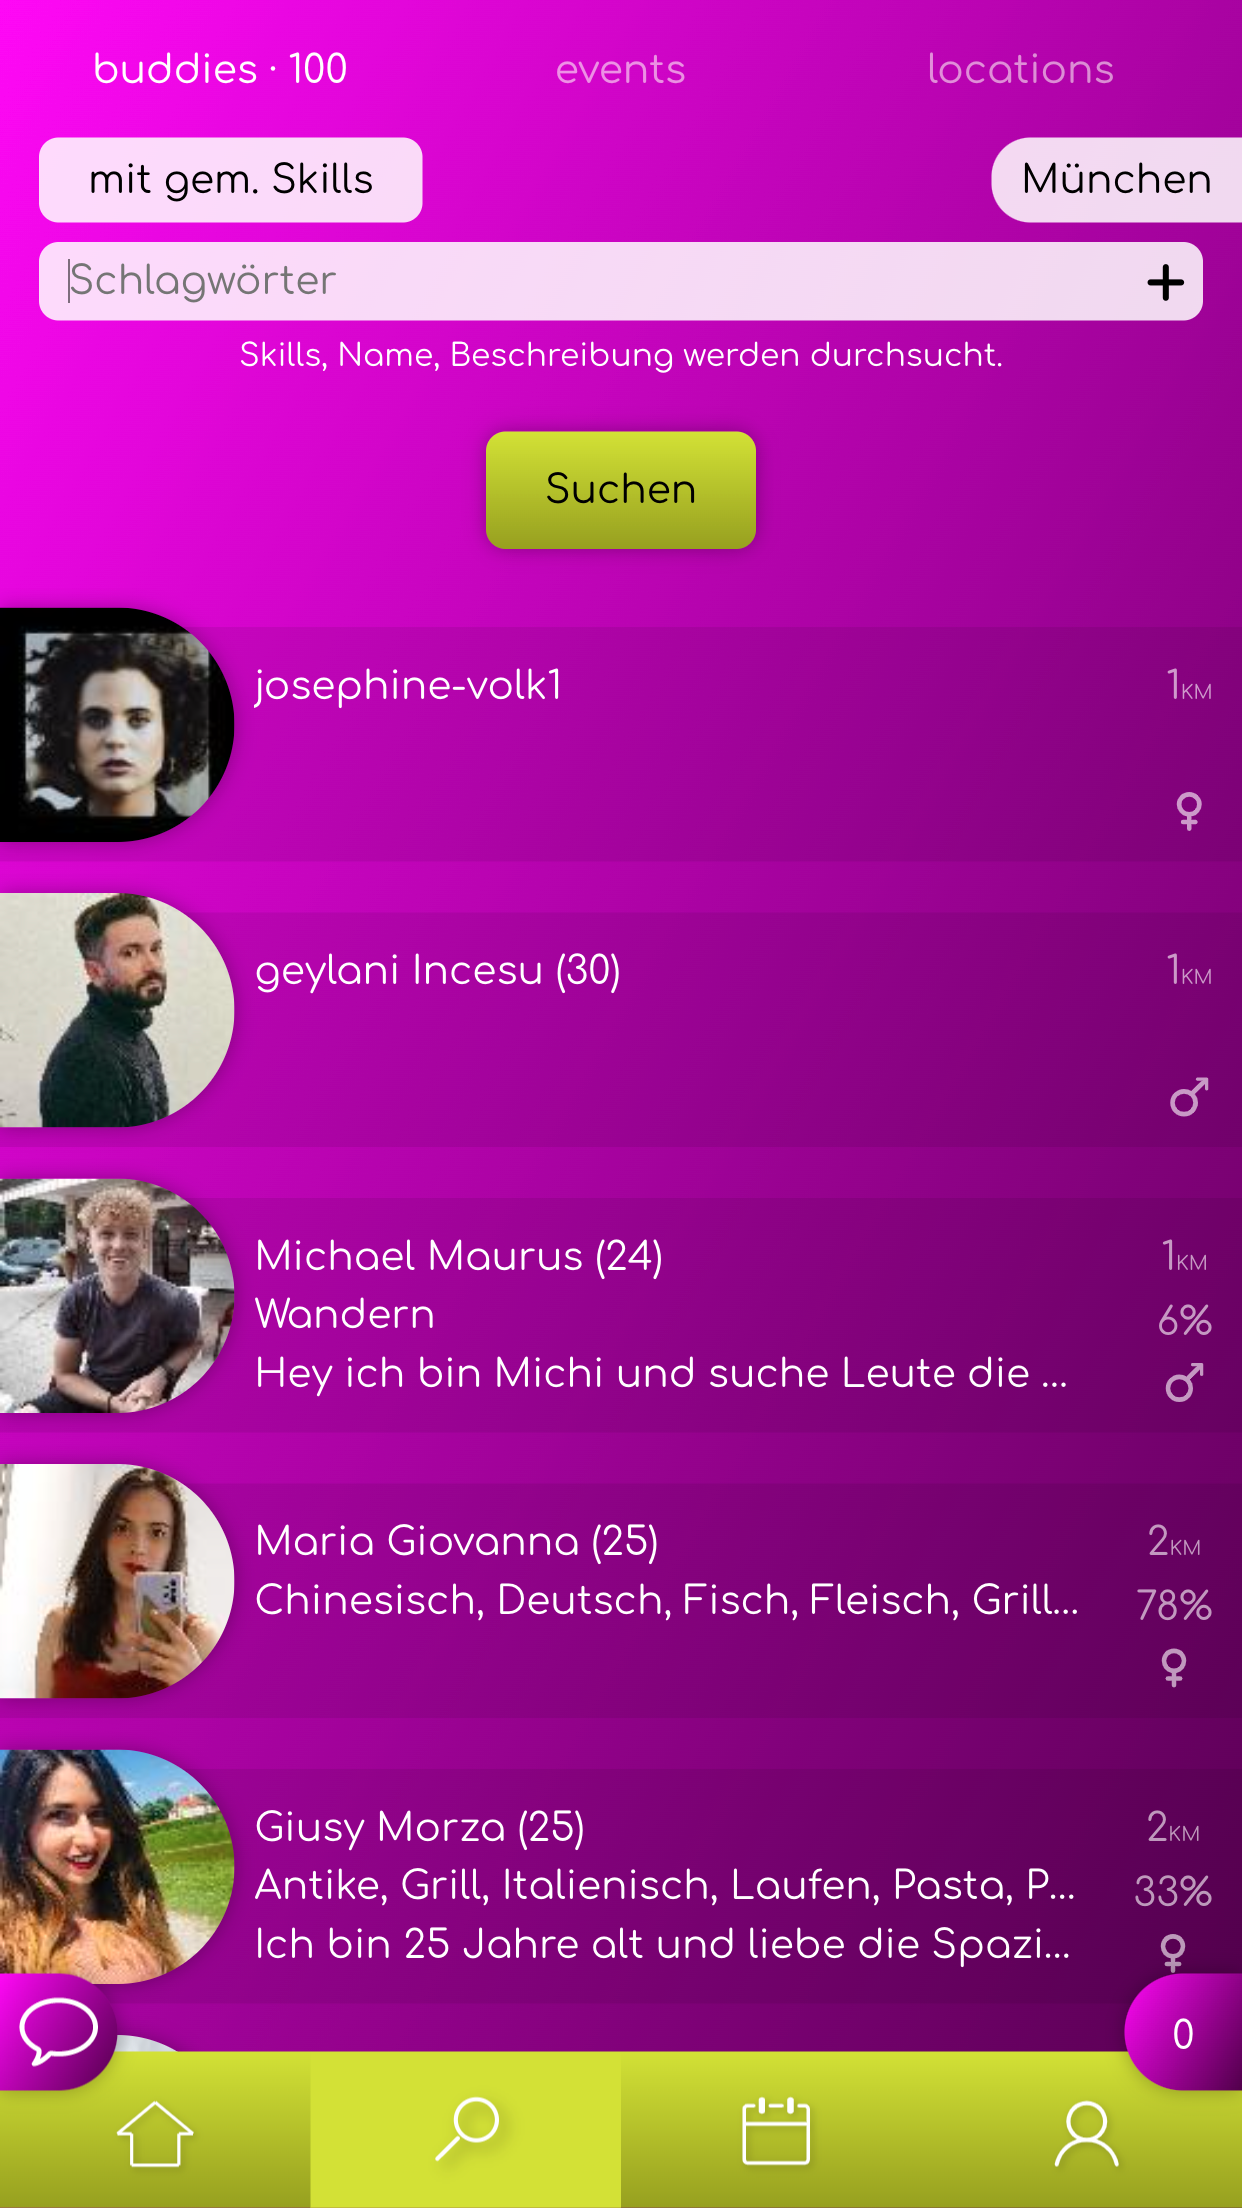 buddies · 100
events
locations
mit gem. Skills
München
Schlagwörter
Skills, Name, Beschreibung werden durchsucht.
Suchen
josephine-volk1
1KM
geylani Incesu (30)
1KM
Michael Maurus (24)
1KM
Wandern
6%
Hey ich bin Michi und suche Leute die ...
Maria Giovanna (25)
2KM
Chinesisch, Deutsch, Fisch, Fleisch, Grill...
78%
Giusy Morza (25)
2KM
Antike, Grill, Italienisch, Laufen, Pasta, P...
33%
Ich bin 25 Jahre alt und liebe die Spazi...
0